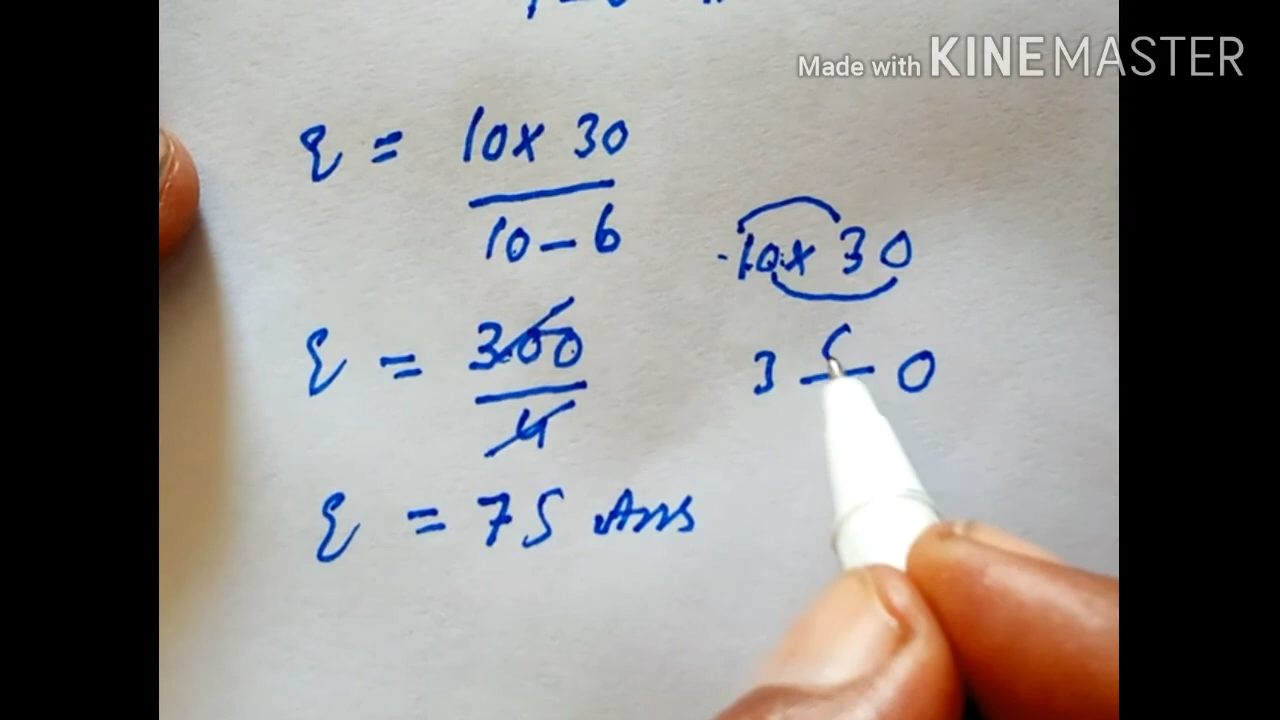 Made with KINEMASTER
ξ = 10x 30
10-6
10x 30
ξ = 300
4
3 0
ξ = 75 Ans